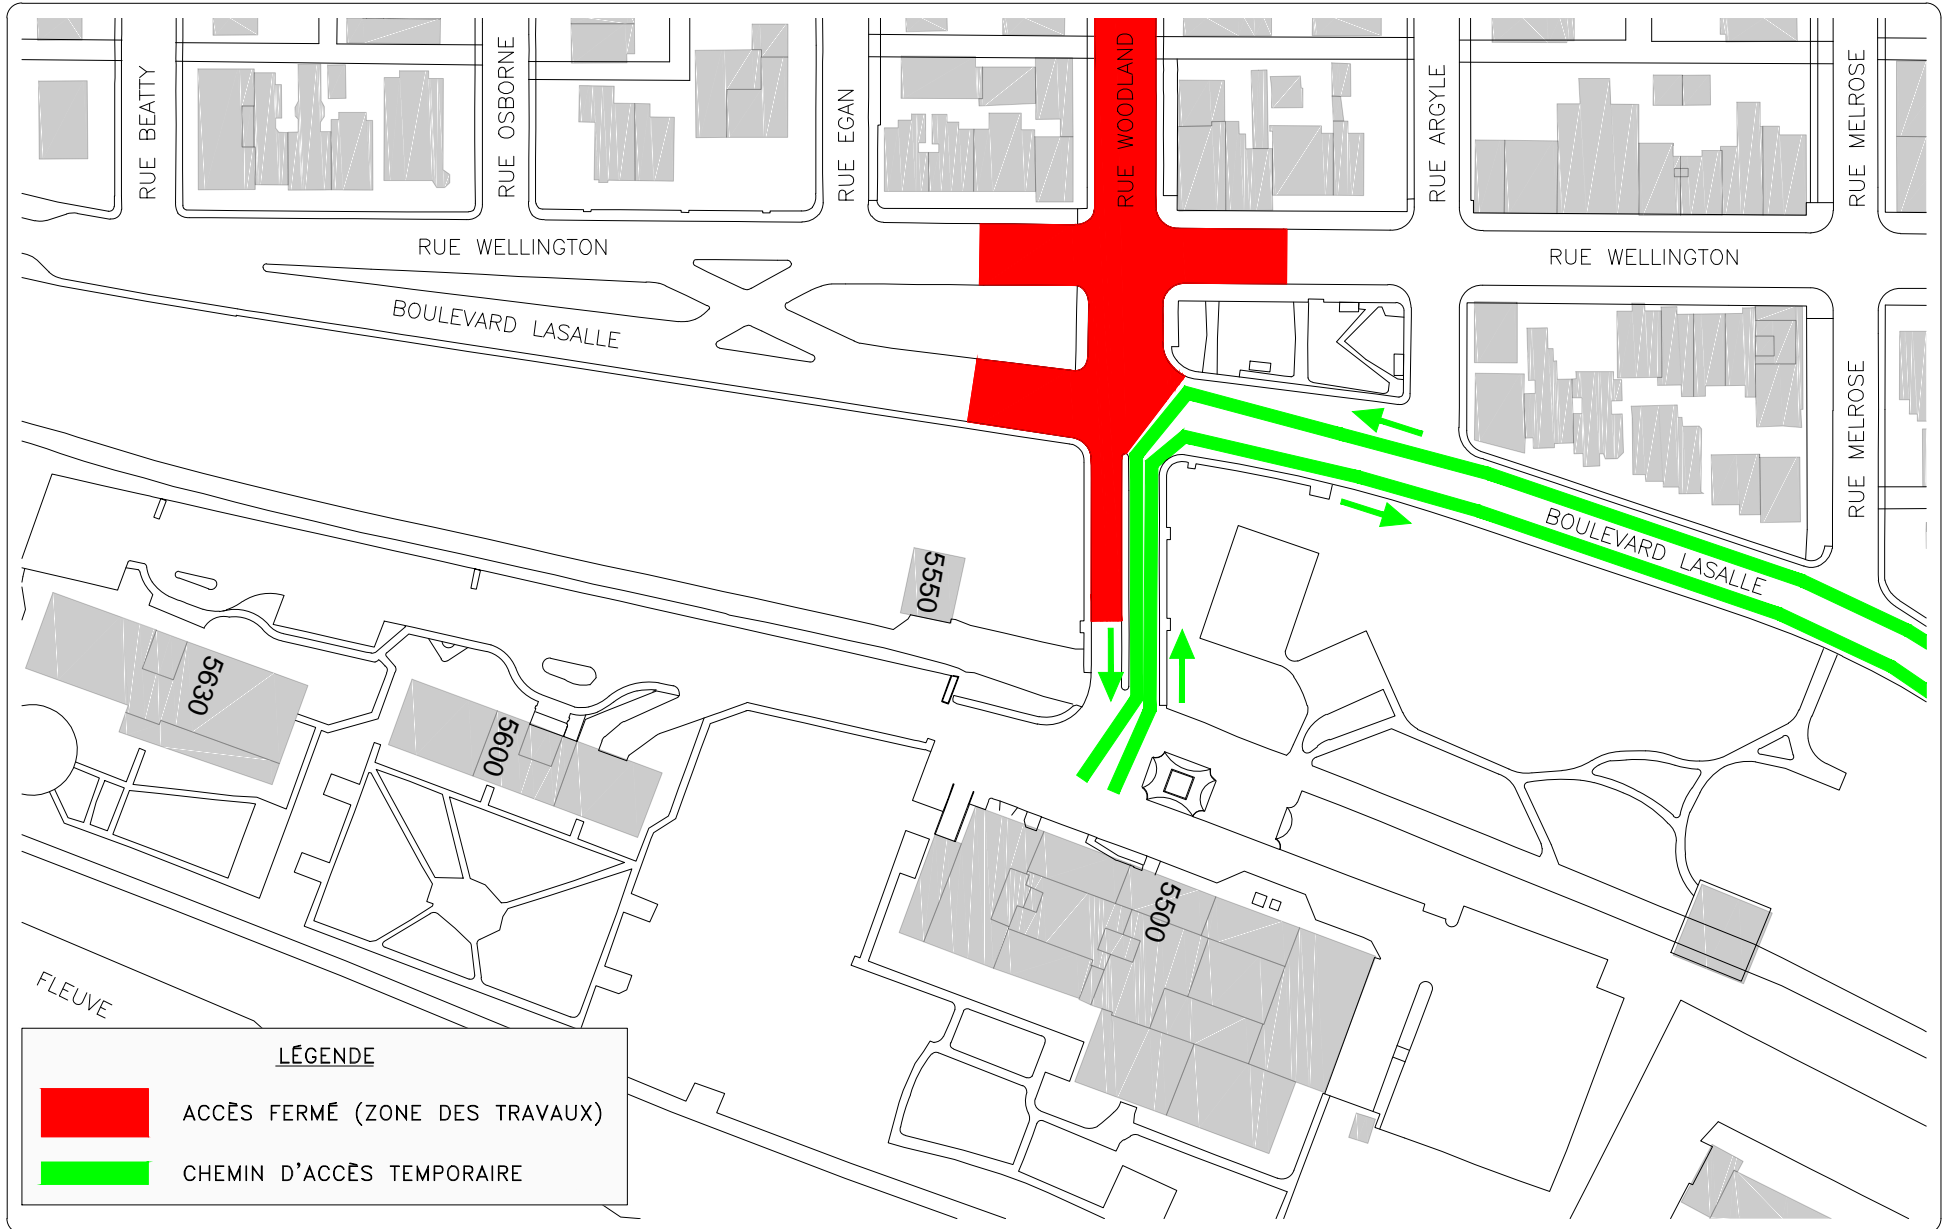 RUE BEATTY
RUE OSBORNE
RUE EGAN
RUE WOODLAND
RUE ARGYLE
RUE MELROSE
RUE WELLINGTON
RUE WELLINGTON
BOULEVARD LASALLE
RUE MELROSE
BOULEVARD LASALLE
5550
5630
5600
5500
FLEUVE
LÉGENDE
ACCÈS FERMÉ (ZONE DES TRAVAUX)
CHEMIN D'ACCÈS TEMPORAIRE